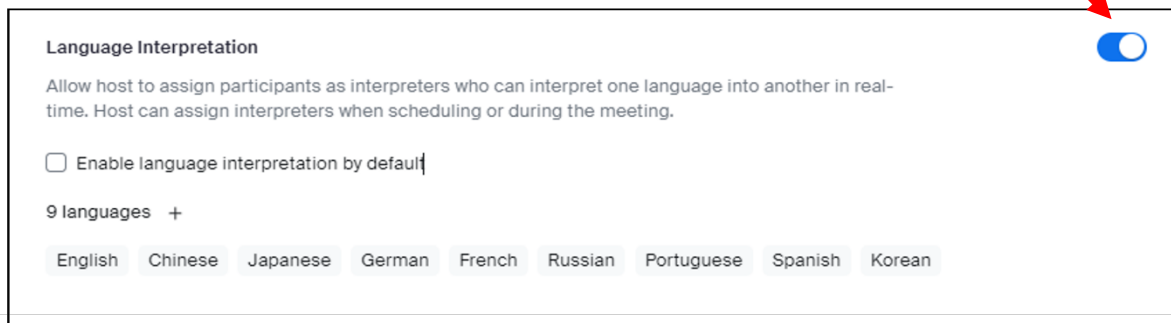 Language Interpretation
Allow host to assign participants as interpreters who can interpret one language into another in real-
time. Host can assign interpreters when scheduling or during the meeting.
Enable language interpretation by default
9 languages +
English Chinese Japanese German French Russian Portuguese Spanish Korean